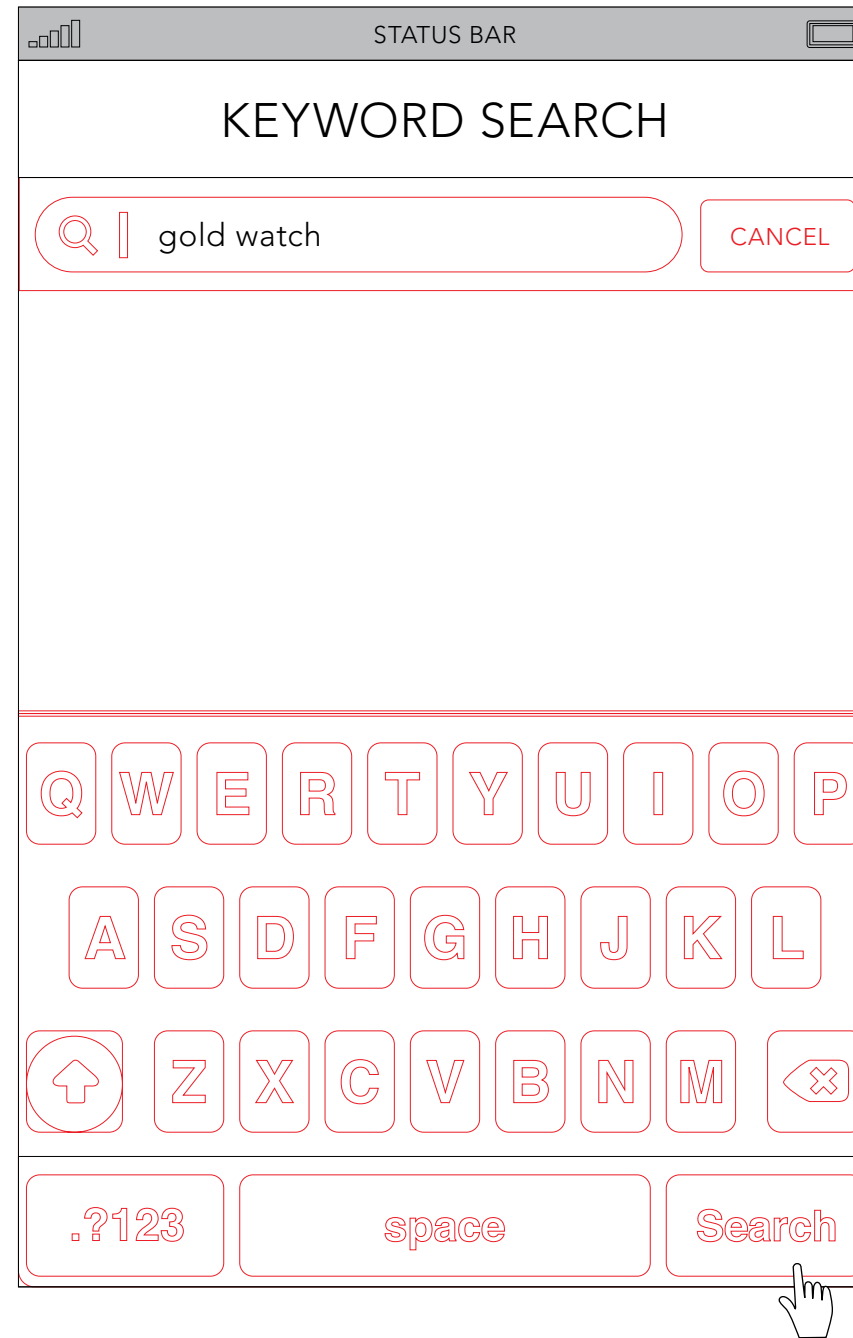 STATUS BAR
KEYWORD SEARCH
gold watch CANCEL
Q W E R T Y U I O P
A S D F G H J K L
Z X C V B N M
.?123 space Search